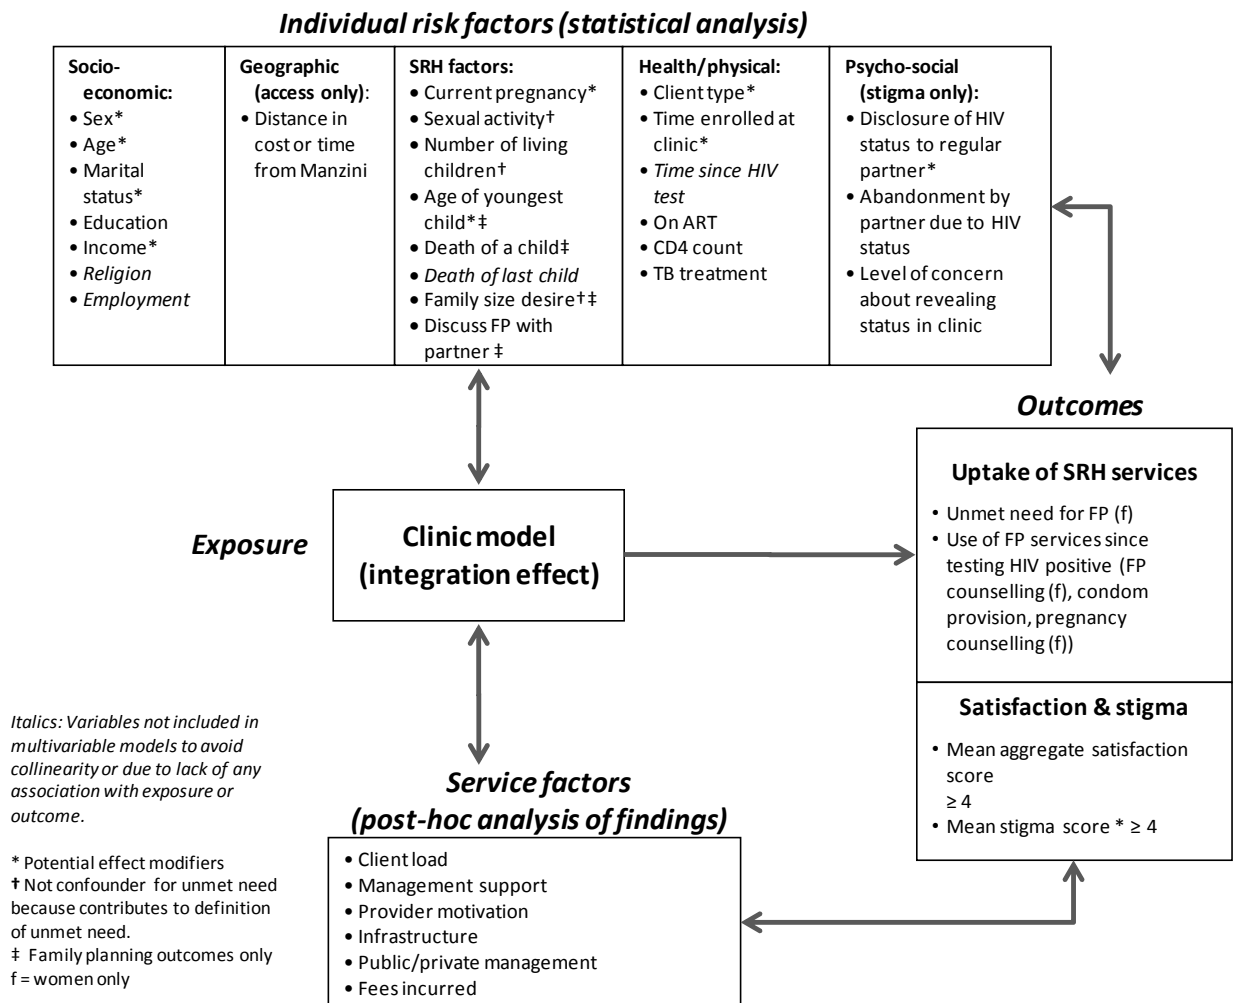 Individual risk factors (statistical analysis)
Socio-
economic:
• Sex*
• Age*
• Marital
status*
• Education
• Income*
• Religion
• Employment
Geographic
(access only):
• Distance in
cost or time
from Manzini
SRH factors:
• Current pregnancy*
• Sexual activity†
• Number of living
children†
• Age of youngest
child*‡
• Death of a child‡
• Death of last child
• Family size desire†‡
• Discuss FP with
partner ‡
Health/physical:
• Client type*
• Time enrolled at
clinic*
• Time since HIV
test
• On ART
• CD4 count
• TB treatment
Psycho-social
(stigma only):
• Disclosure of HIV
status to regular
partner*
• Abandonment by
partner due to HIV
status
• Level of concern
about revealing
status in clinic
Exposure
Clinic model
(integration effect)
Outcomes
Uptake of SRH services
• Unmet need for FP (f)
• Use of FP services since
testing HIV positive (FP
counselling (f), condom
provision, pregnancy
counselling (f))
Satisfaction & stigma
• Mean aggregate satisfaction
score
≥ 4
• Mean stigma score * ≥ 4
Service factors
(post-hoc analysis of findings)
• Client load
• Management support
• Provider motivation
• Infrastructure
• Public/private management
• Fees incurred
Italics: Variables not included in
multivariable models to avoid
collinearity or due to lack of any
association with exposure or
outcome.
* Potential effect modifiers
† Not confounder for unmet need
because contributes to definition
of unmet need.
‡ Family planning outcomes only
f = women only